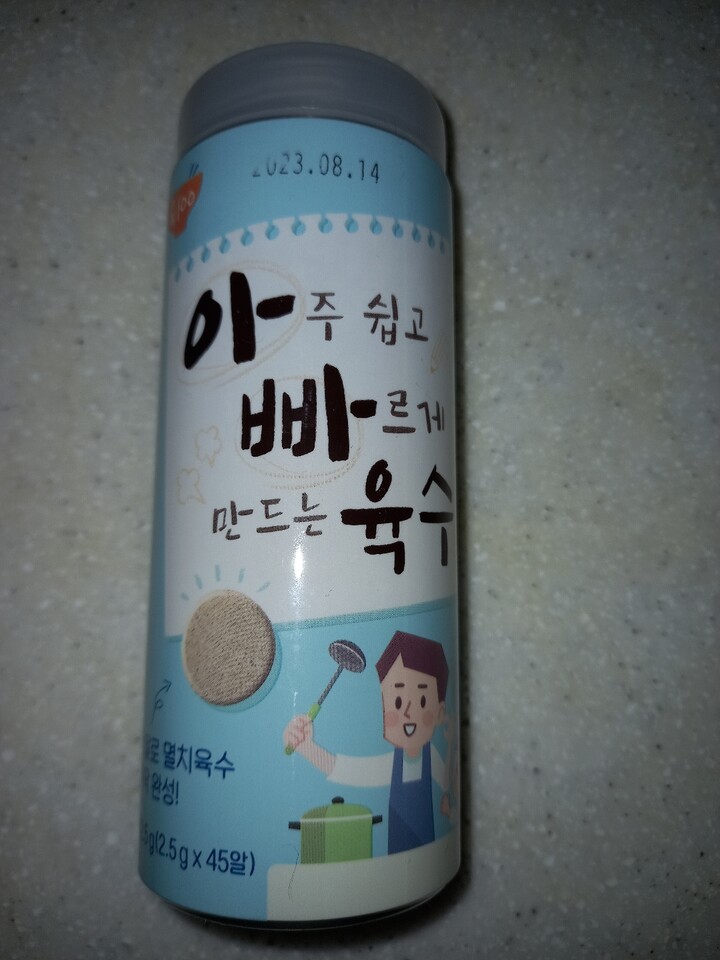 2023.08.14
아주 쉽고
빠르게
만드는 육수
멸치육수
완성!
g(2.5g x 45알)